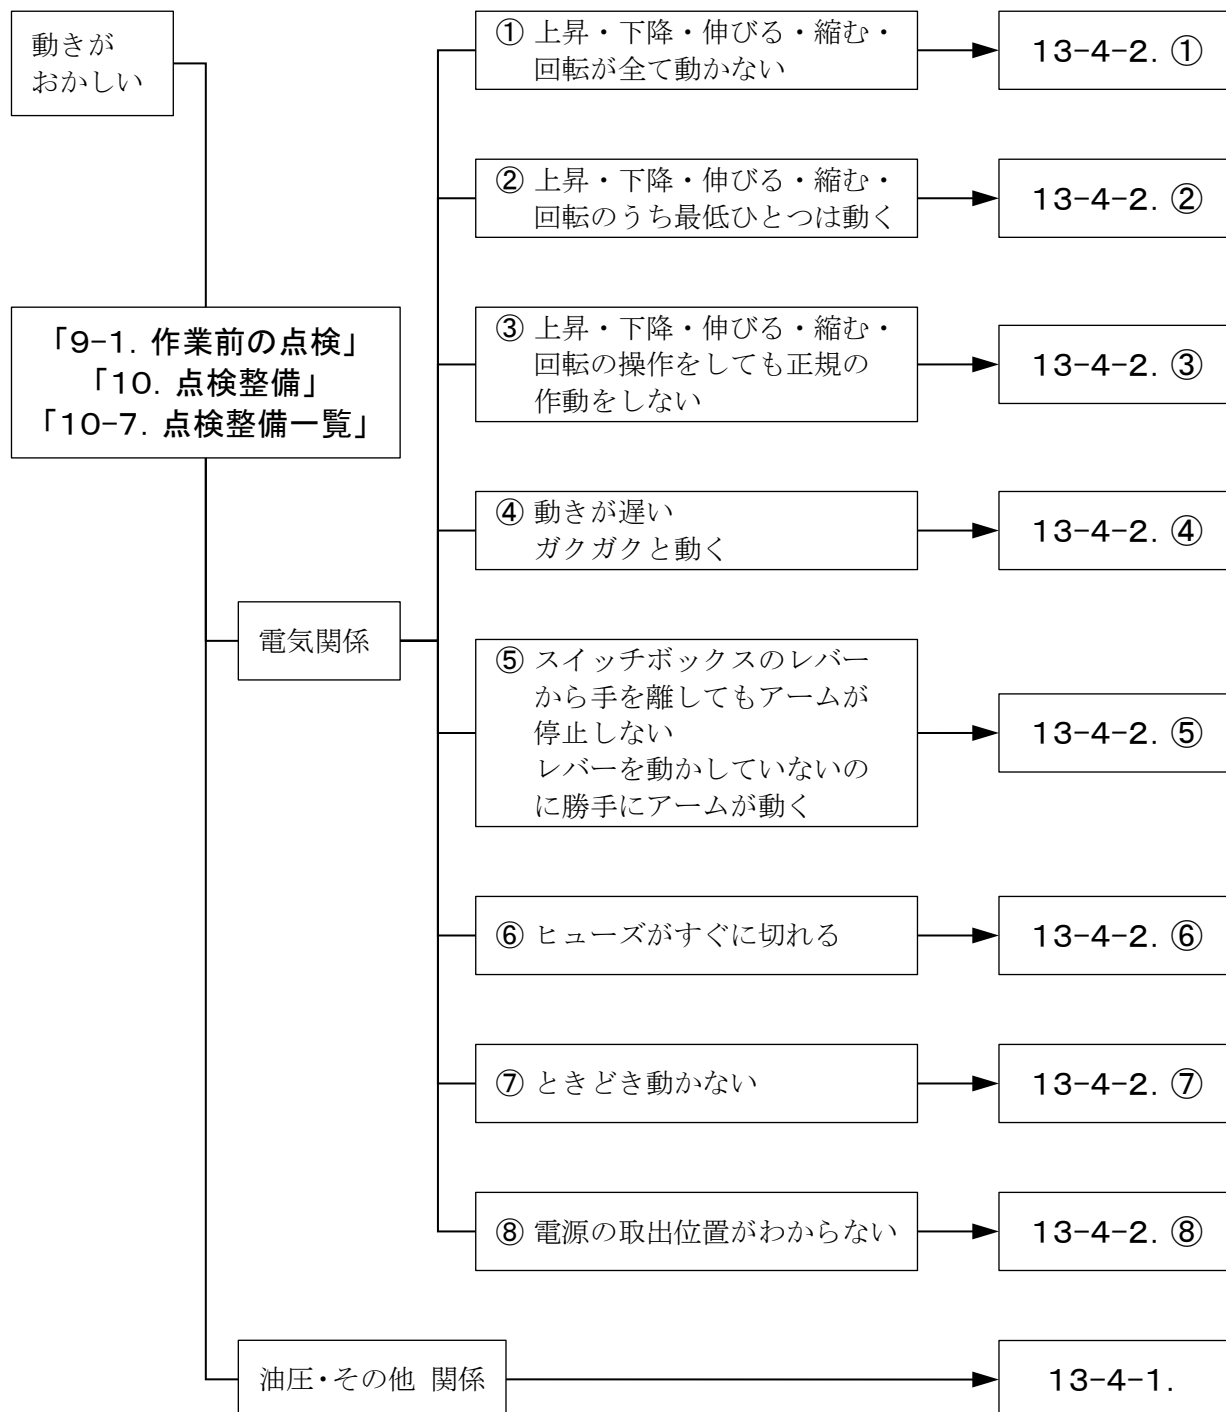 動きが
おかしい
「9-1. 作業前の点検」
「10. 点検整備」
「10-7. 点検整備一覧」
電気関係
① 上昇・下降・伸びる・縮む・
回転が全て動かない
13-4-2. ①
② 上昇・下降・伸びる・縮む・
回転のうち最低ひとつは動く
13-4-2. ②
③ 上昇・下降・伸びる・縮む・
回転の操作をしても正規の
作動をしない
13-4-2. ③
④ 動きが遅い
ガクガクと動く
13-4-2. ④
⑤ スイッチボックスのレバー
から手を離してもアームが
停止しない
レバーを動かしていないの
に勝手にアームが動く
13-4-2. ⑤
⑥ ヒューズがすぐに切れる
13-4-2. ⑥
⑦ ときどき動かない
13-4-2. ⑦
⑧ 電源の取出位置がわからない
13-4-2. ⑧
油圧・その他 関係
13-4-1.